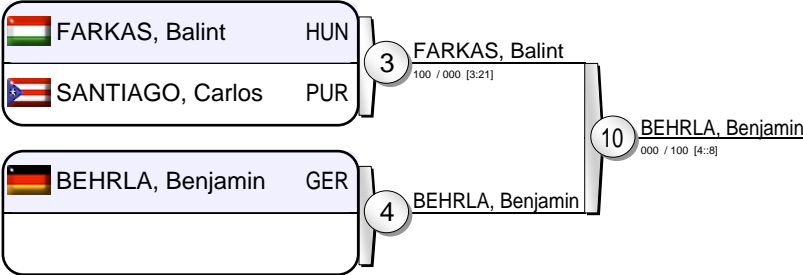 FARKAS, Balint HUN
SANTIAGO, Carlos PUR
3
FARKAS, Balint
100 / 000 [3:21]
BEHRLA, Benjamin GER
4
BEHRLA, Benjamin
10
BEHRLA, Benjamin
000 / 100 [4::8]